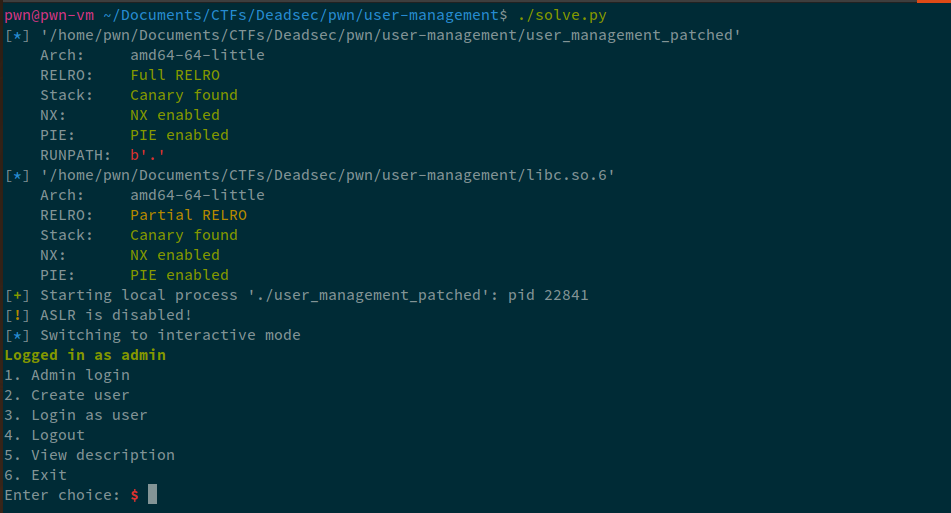 pwn@pwn-vm ~/Documents/CTFs/Deadsec/pwn/user-management$ ./solve.py
[*] '/home/pwn/Documents/CTFs/Deadsec/pwn/user-management/user_management_patched'
    Arch:     amd64-64-little
    RELRO:    Full RELRO
    Stack:    Canary found
    NX:       NX enabled
    PIE:      PIE enabled
    RUNPATH:  b'.'
[*] '/home/pwn/Documents/CTFs/Deadsec/pwn/user-management/libc.so.6'
    Arch:     amd64-64-little
    RELRO:    Partial RELRO
    Stack:    Canary found
    NX:       NX enabled
    PIE:      PIE enabled
[+] Starting local process './user_management_patched': pid 22841
[!] ASLR is disabled!
[*] Switching to interactive mode
Logged in as admin
1. Admin login
2. Create user
3. Login as user
4. Logout
5. View description
6. Exit
Enter choice: $